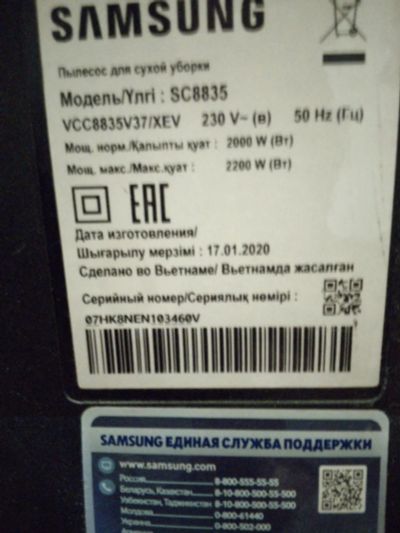 SAMSUNG
Пылесос для сухой уборки
Модель/Үлгі : SC8835
VCC8835V37/XEV 230 V~ (в) 50 Hz (Гц)
Мощ. норм./Қалыпты қуат : 2000 W (Вт)
Мощ. макс./Макс.қуат : 2200 W (Вт)
EAC
Дата изготовления/
Шығарылу мерзімі : 17.01.2020
Сделано во Вьетнаме/ Вьетнамда жасалған
Серийный номер/Сериялық нөмірі :
07HK8NEN103460V
SAMSUNG ЕДИНАЯ СЛУЖБА ПОДДЕРЖКИ
www.samsung.com
Россия 8-800-555-55-55
Беларусь, Казахстан 8-10-800-500-55-500
Узбекистан, Таджикистан 8-10-800-500-55-500
Молдова 0-800-61440
Украина 0-800-502-000